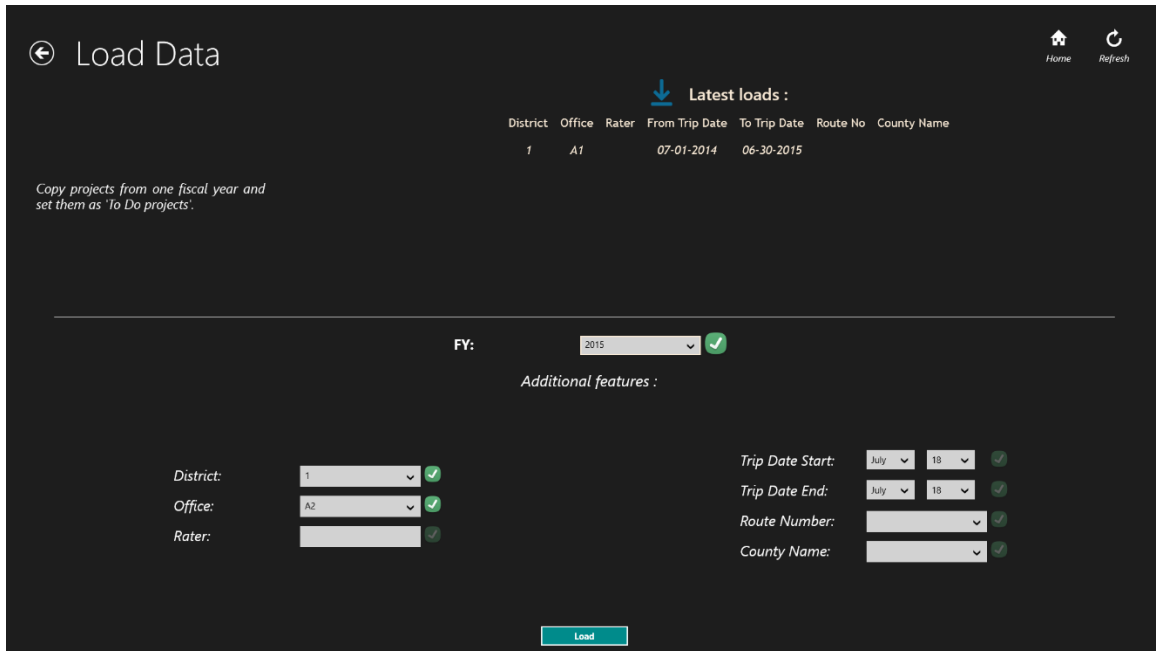 Load Data
Home Refresh
Latest loads :
District Office Rater From Trip Date To Trip Date Route No County Name
1 A1 07-01-2014 06-30-2015
Copy projects from one fiscal year and
set them as 'To Do projects'.
FY: 2015
Additional features :
District: 1
Office: A2
Rater:
Trip Date Start: July 18
Trip Date End: July 18
Route Number:
County Name:
Load